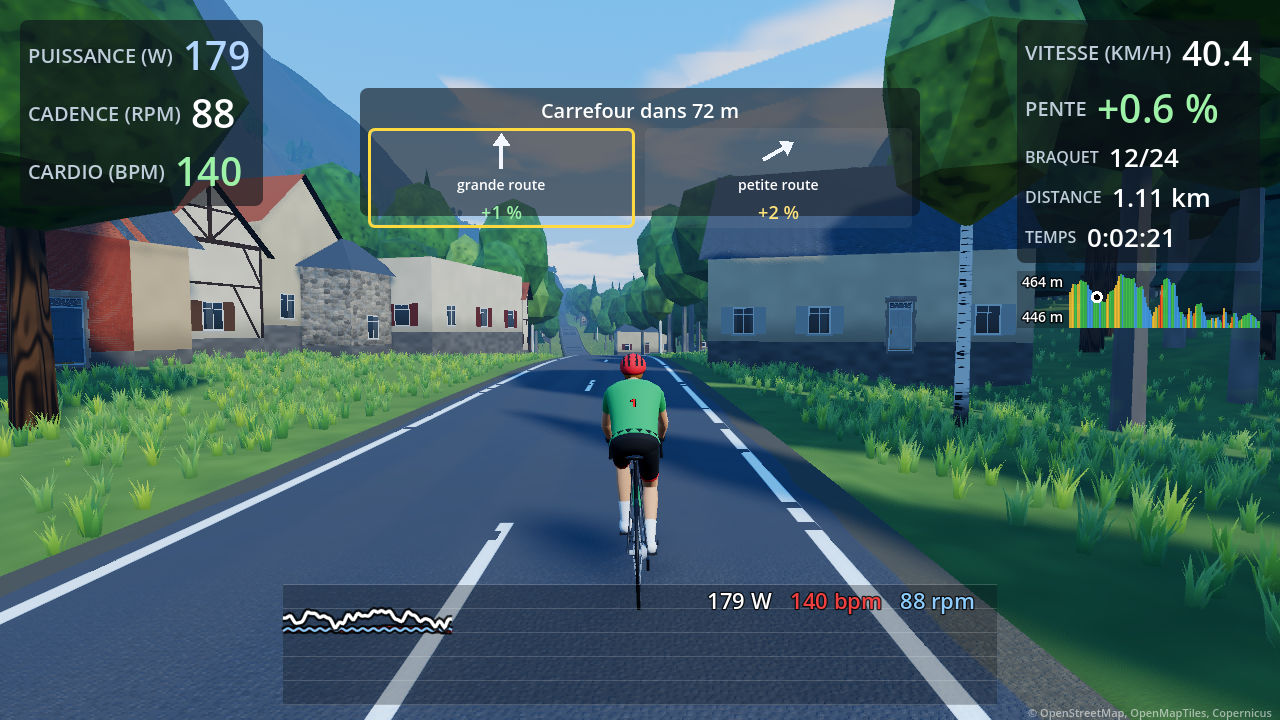 PUISSANCE (W) 179
CADENCE (RPM) 88
CARDIO (BPM) 140
Carrefour dans 72 m
grande route
+1 %
petite route
+2 %
VITESSE (KM/H) 40.4
PENTE +0.6 %
BRAQUET 12/24
DISTANCE 1.11 km
TEMPS 0:02:21
464 m
446 m
1
179 W 140 bpm 88 rpm
© OpenStreetMap, OpenMapTiles, Copernicus